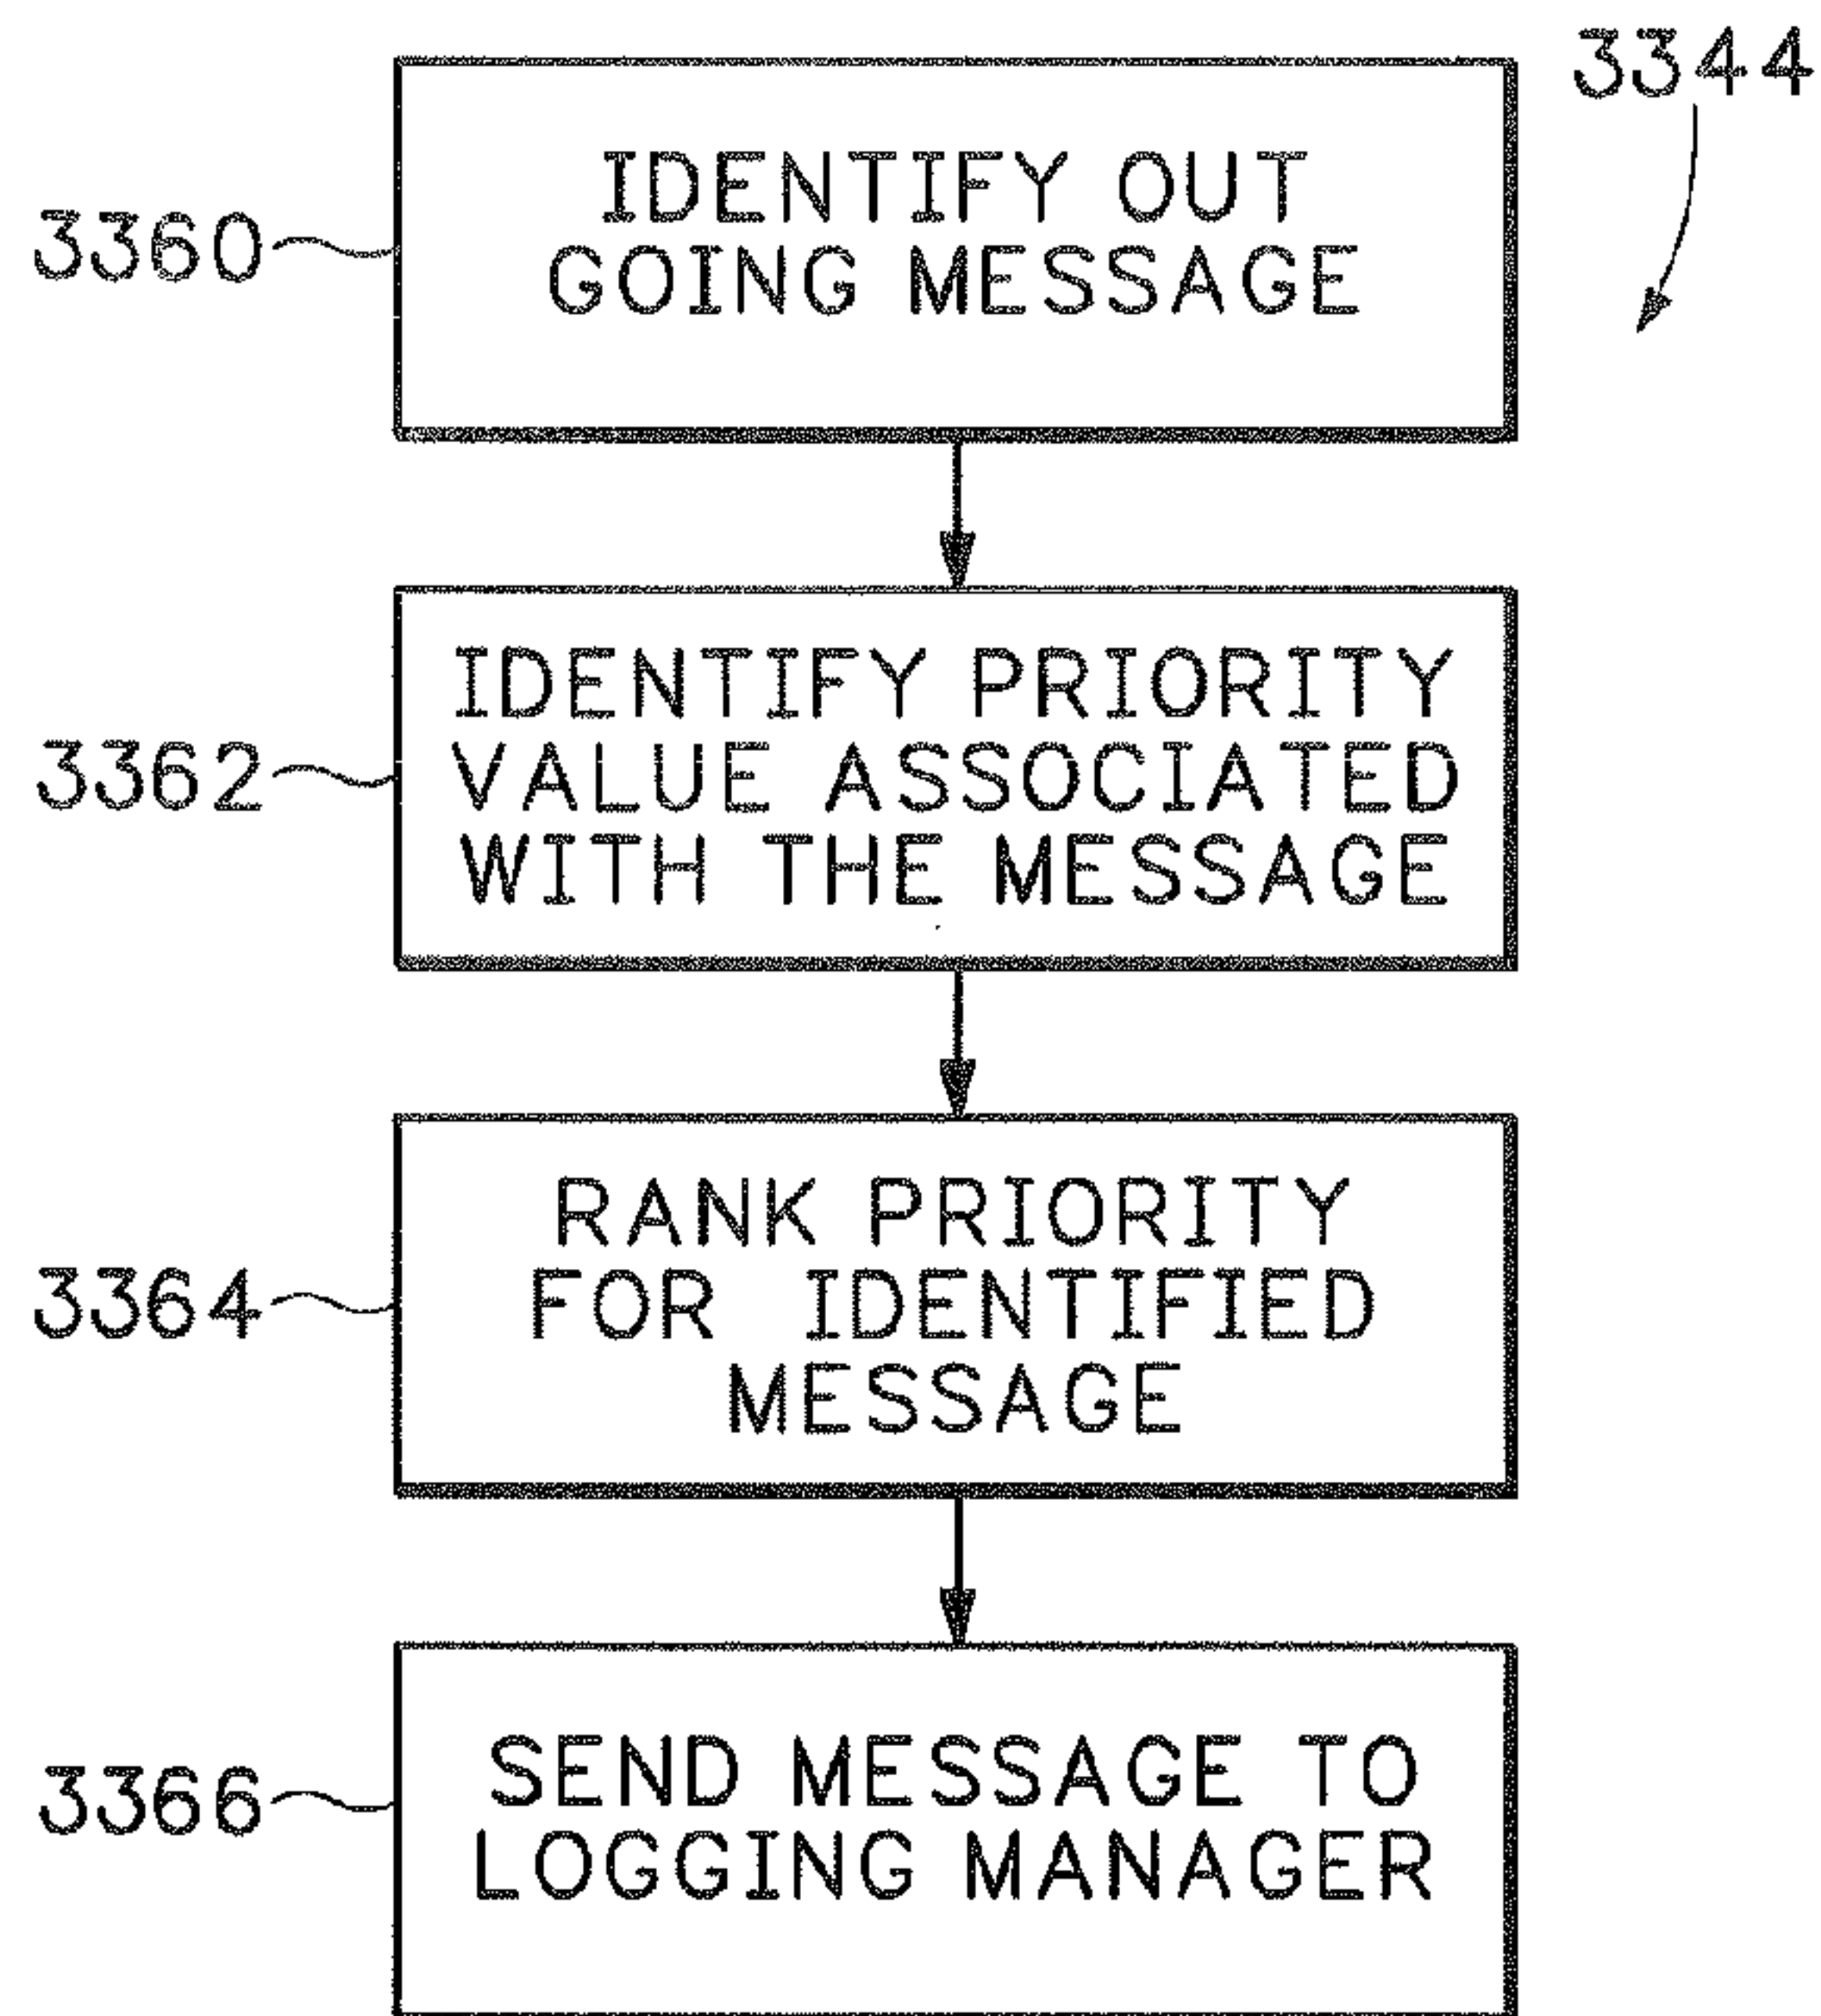 3344
3360
IDENTIFY OUT
GOING MESSAGE
3362
IDENTIFY PRIORITY
VALUE ASSOCIATED
WITH THE MESSAGE
3364
RANK PRIORITY
FOR IDENTIFIED
MESSAGE
3366
SEND MESSAGE TO
LOGGING MANAGER